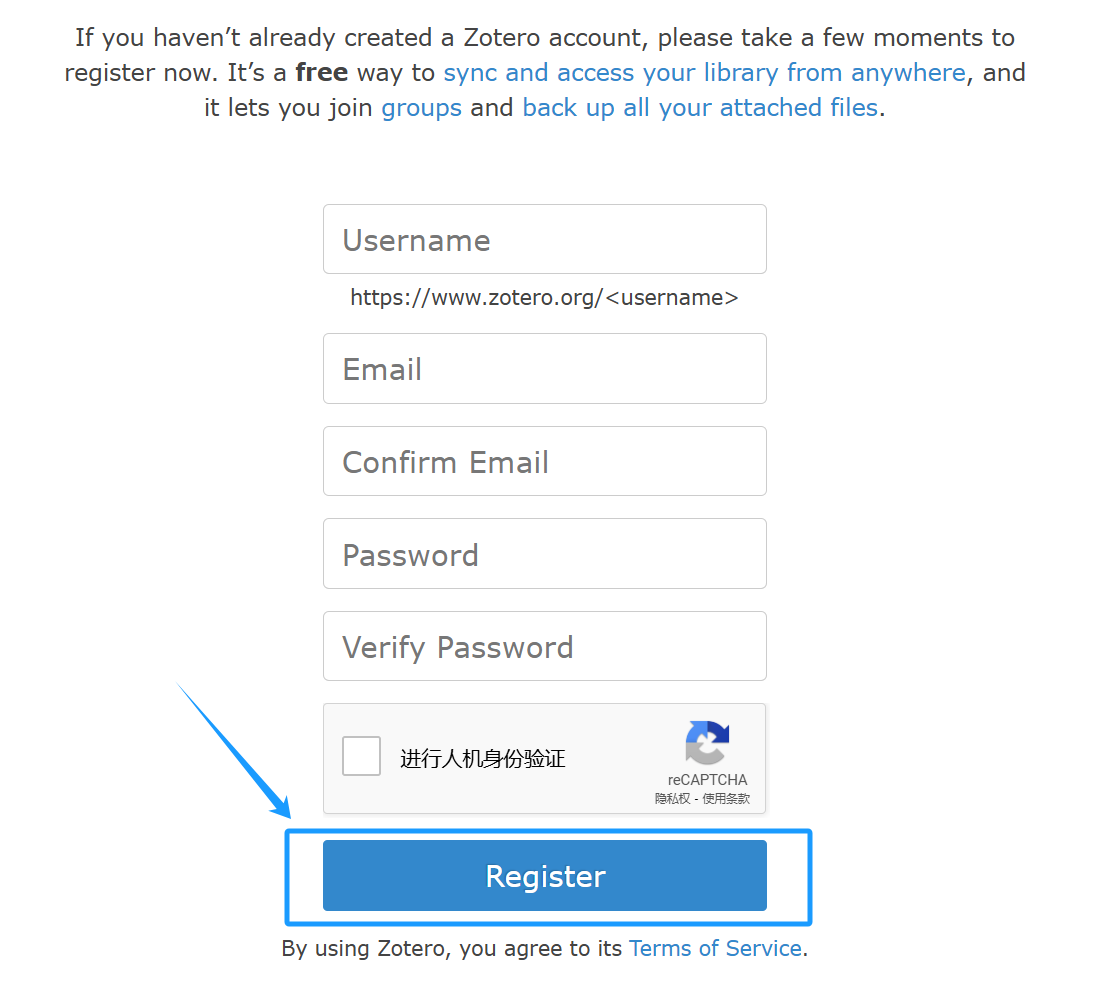 If you haven’t already created a Zotero account, please take a few moments to
register now. It’s a free way to sync and access your library from anywhere, and
it lets you join groups and back up all your attached files.
Username
https://www.zotero.org/<username>
Email
Confirm Email
Password
Verify Password
进行人机身份验证
reCAPTCHA
隐私权 - 使用条款
Register
By using Zotero, you agree to its Terms of Service.